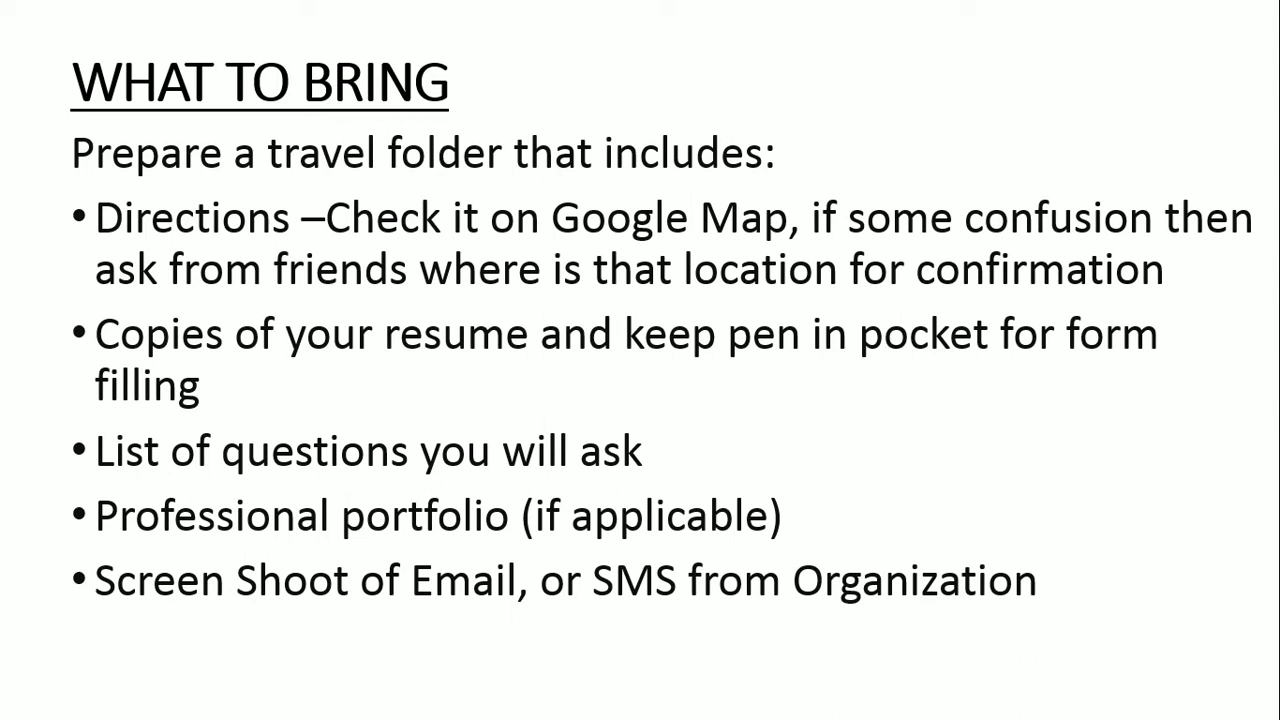 WHAT TO BRING
Prepare a travel folder that includes:
• Directions –Check it on Google Map, if some confusion then
ask from friends where is that location for confirmation
• Copies of your resume and keep pen in pocket for form
filling
• List of questions you will ask
• Professional portfolio (if applicable)
• Screen Shoot of Email, or SMS from Organization